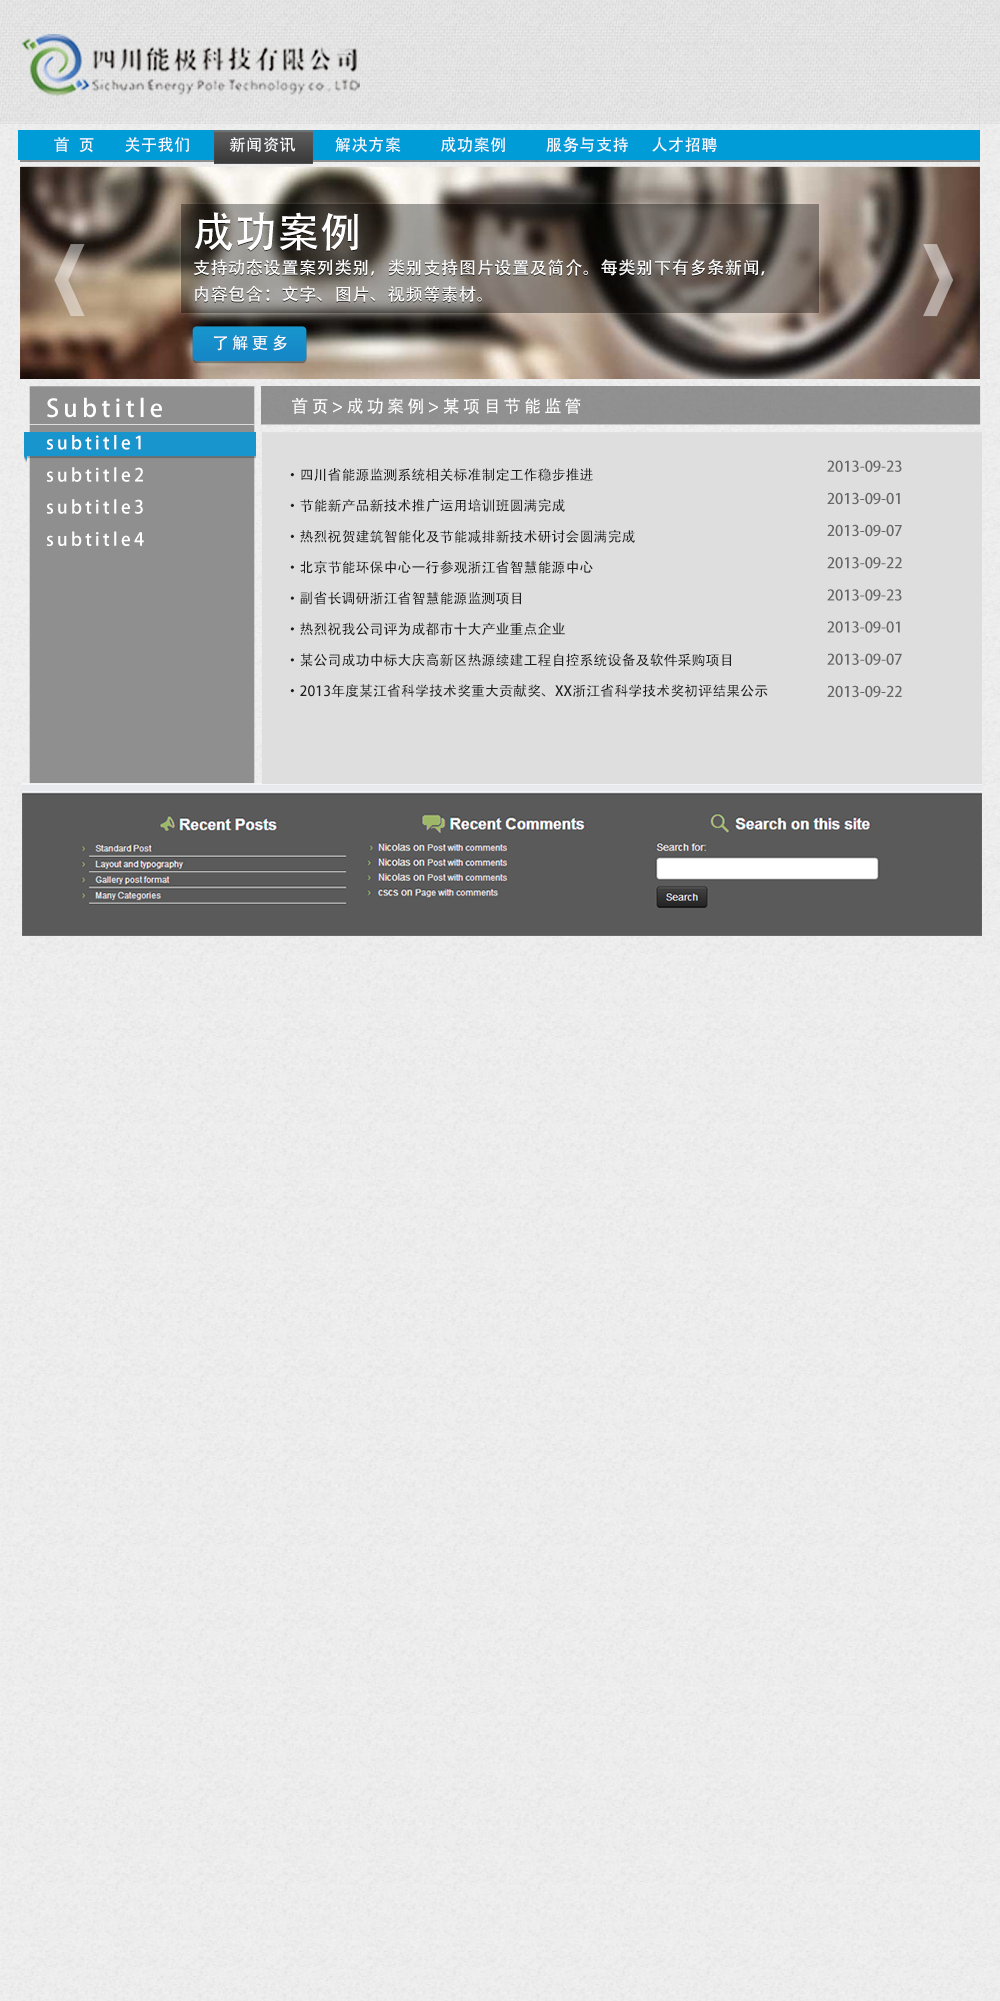 四川能极科技有限公司
Sichuan Energy Pole Technology co., LTD
首 页 关于我们 新闻资讯 解决方案 成功案例 服务与支持 人才招聘
成功案例
支持动态设置案列类别，类别支持图片设置及简介。每类别下有多条新闻，
内容包含：文字、图片、视频等素材。
了解更多
Subtitle
subtitle1
subtitle2
subtitle3
subtitle4
首页>成功案例>某项目节能监管
• 四川省能源监测系统相关标准制定工作稳步推进 2013-09-23
• 节能新产品新技术推广运用培训班圆满完成 2013-09-01
• 热烈祝贺建筑智能化及节能减排新技术研讨会圆满完成 2013-09-07
• 北京节能环保中心一行参观浙江省智慧能源中心 2013-09-22
• 副省长调研浙江省智慧能源监测项目 2013-09-23
• 热烈祝我公司评为成都市十大产业重点企业 2013-09-01
• 某公司成功中标大庆高新区热源续建工程自控系统设备及软件采购项目 2013-09-07
• 2013年度某江省科学技术奖重大贡献奖、XX浙江省科学技术奖初评结果公示 2013-09-22
Recent Posts
› Standard Post
› Layout and typography
› Gallery post format
› Many Categories
Recent Comments
› Nicolas on Post with comments
› Nicolas on Post with comments
› Nicolas on Post with comments
› cscs on Page with comments
Search on this site
Search for:
Search